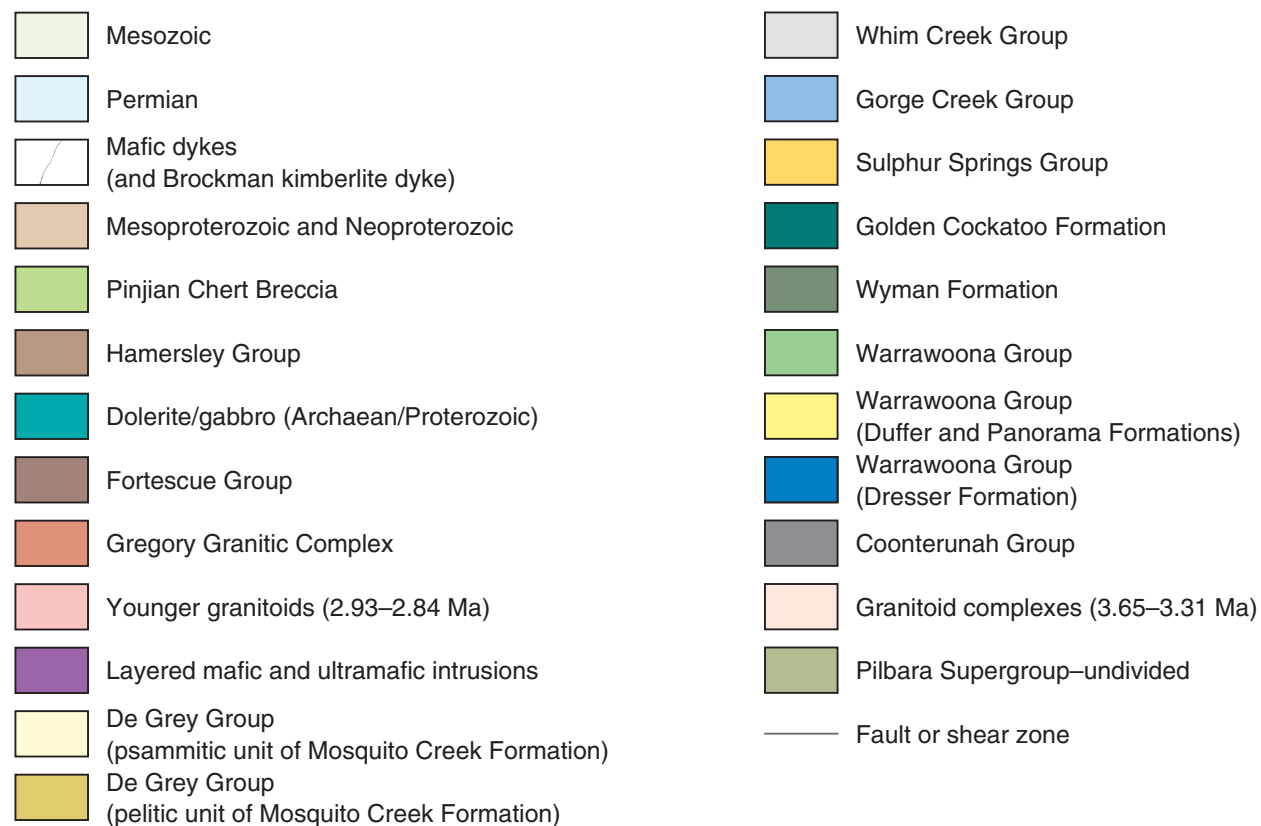 Mesozoic
Permian
Mafic dykes
(and Brockman kimberlite dyke)
Mesoproterozoic and Neoproterozoic
Pinjian Chert Breccia
Hamersley Group
Dolerite/gabbro (Archaean/Proterozoic)
Fortescue Group
Gregory Granitic Complex
Younger granitoids (2.93–2.84 Ma)
Layered mafic and ultramafic intrusions
De Grey Group
(psammitic unit of Mosquito Creek Formation)
De Grey Group
(pelitic unit of Mosquito Creek Formation)
Whim Creek Group
Gorge Creek Group
Sulphur Springs Group
Golden Cockatoo Formation
Wyman Formation
Warrawoona Group
Warrawoona Group
(Duffer and Panorama Formations)
Warrawoona Group
(Dresser Formation)
Coonterunah Group
Granitoid complexes (3.65–3.31 Ma)
Pilbara Supergroup–undivided
Fault or shear zone